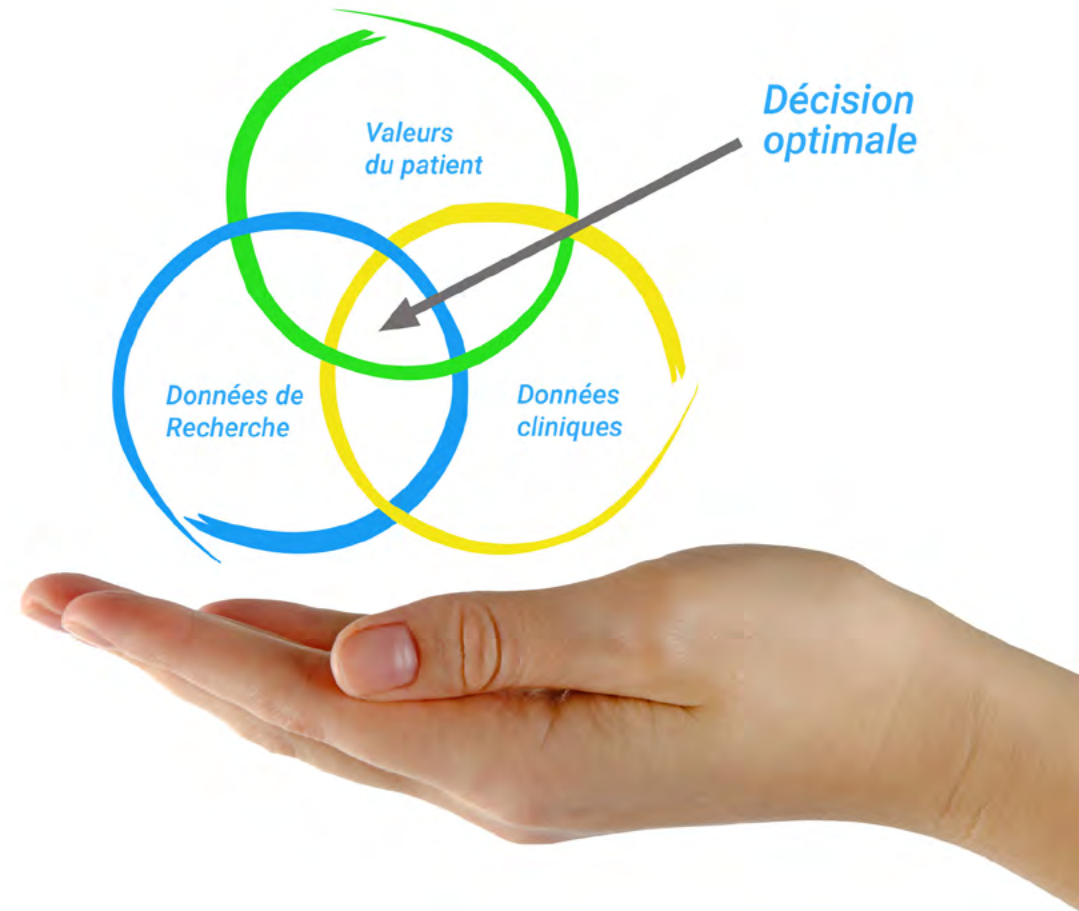 Valeurs
du patient
Décision
optimale
Données de
Recherche
Données
cliniques